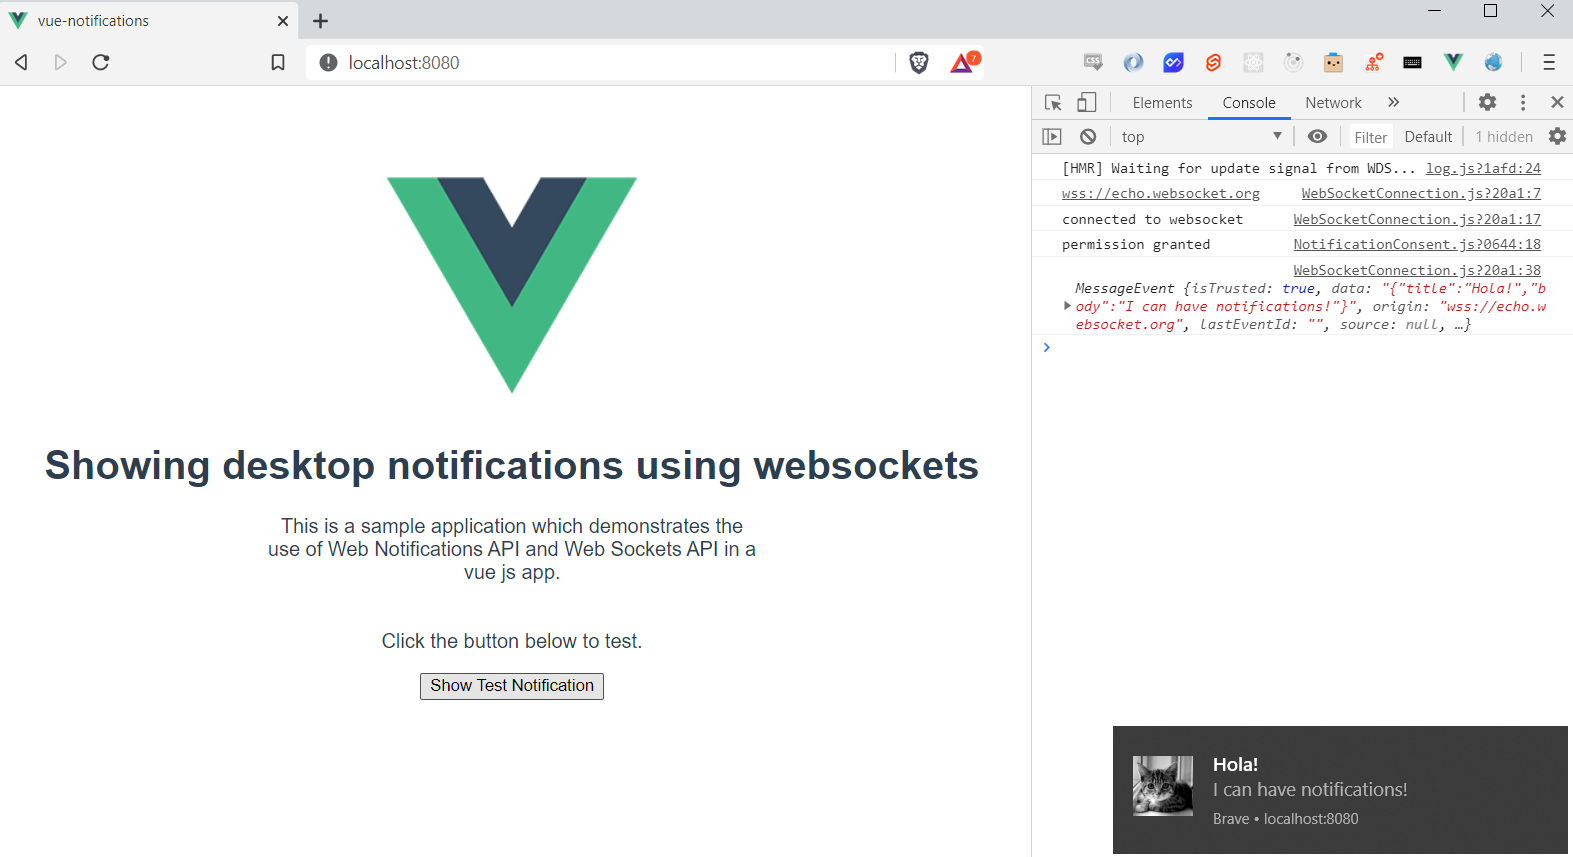 vue-notifications
localhost:8080
7
CSS
Elements Console Network
top Filter Default 1 hidden
[HMR] Waiting for update signal from WDS... log.js?1afd:24
wss://echo.websocket.org WebSocketConnection.js?20a1:7
connected to websocket WebSocketConnection.js?20a1:17
permission granted NotificationConsent.js?0644:18
WebSocketConnection.js?20a1:38
MessageEvent {isTrusted: true, data: "{"title":"Hola!","b
ody":"I can have notifications!"}", origin: "wss://echo.w
ebsocket.org", lastEventId: "", source: null, …}
Showing desktop notifications using websockets
This is a sample application which demonstrates the
use of Web Notifications API and Web Sockets API in a
vue js app.
Click the button below to test.
Show Test Notification
Hola!
I can have notifications!
Brave • localhost:8080